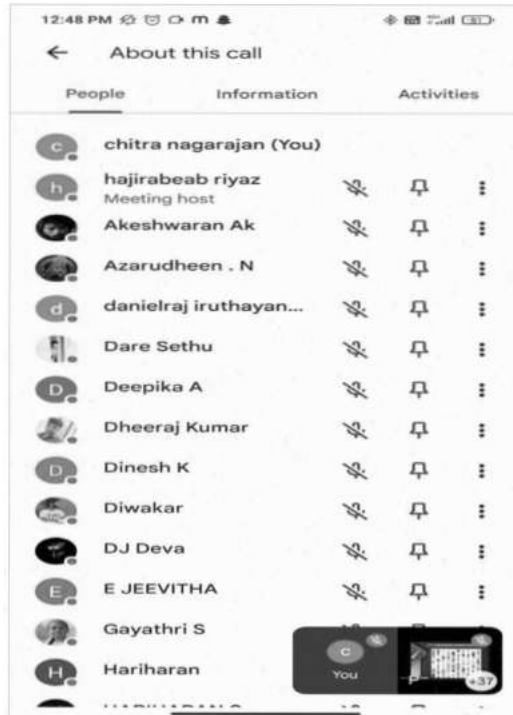 12:48 PM
About this call
People Information Activities
c chitra nagarajan (You)
h hajirabeab riyaz
Meeting host
Akeshwaran Ak
Azarudheen . N
d danielraj iruthayan...
Dare Sethu
D Deepika A
Dheeraj Kumar
D Dinesh K
Diwakar
DJ Deva
E E JEEVITHA
Gayathri S
c
You
P
+37
H Hariharan